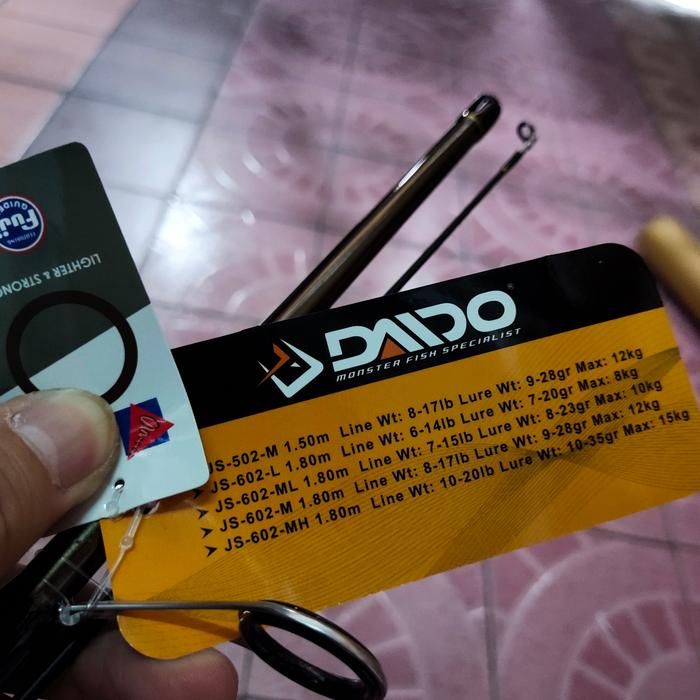 FISHING
Fuji
GUIDE
LIGHTER & STRONG
DAIDO
MONSTER FISH SPECIALIST
JS-502-M 1.50m Line Wt: 8-17lb Lure Wt: 9-28gr Max: 12kg
JS-602-L 1.80m Line Wt: 6-14lb Lure Wt: 7-20gr Max: 8kg
JS-602-ML 1.80m Line Wt: 7-15lb Lure Wt: 8-23gr Max: 10kg
JS-602-M 1.80m Line Wt: 8-17lb Lure Wt: 9-28gr Max: 12kg
JS-602-MH 1.80m Line Wt: 10-20lb Lure Wt: 10-35gr Max: 15kg